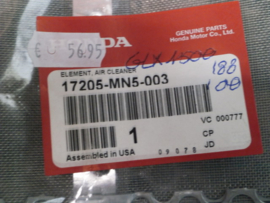 € 56.95
HONDA
GENUINE PARTS
Honda Motor Co., Ltd.
GLX 1500
ELEMENT, AIR CLEANER
188
17205-MN5-003
VC 000777
1
CP
Assembled in USA
09078
JD